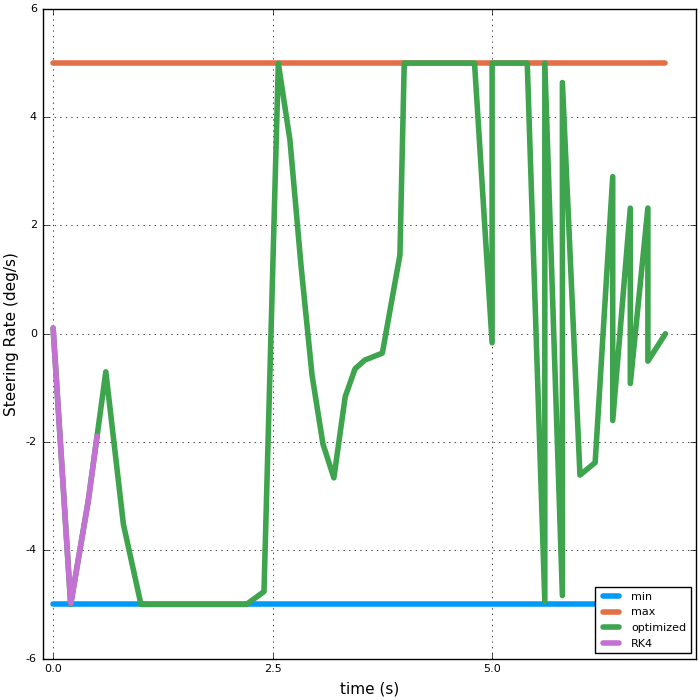 6
4
2
0
-2
-4
-6
Steering Rate (deg/s)
0.0
2.5
5.0
time (s)
min
max
optimized
RK4